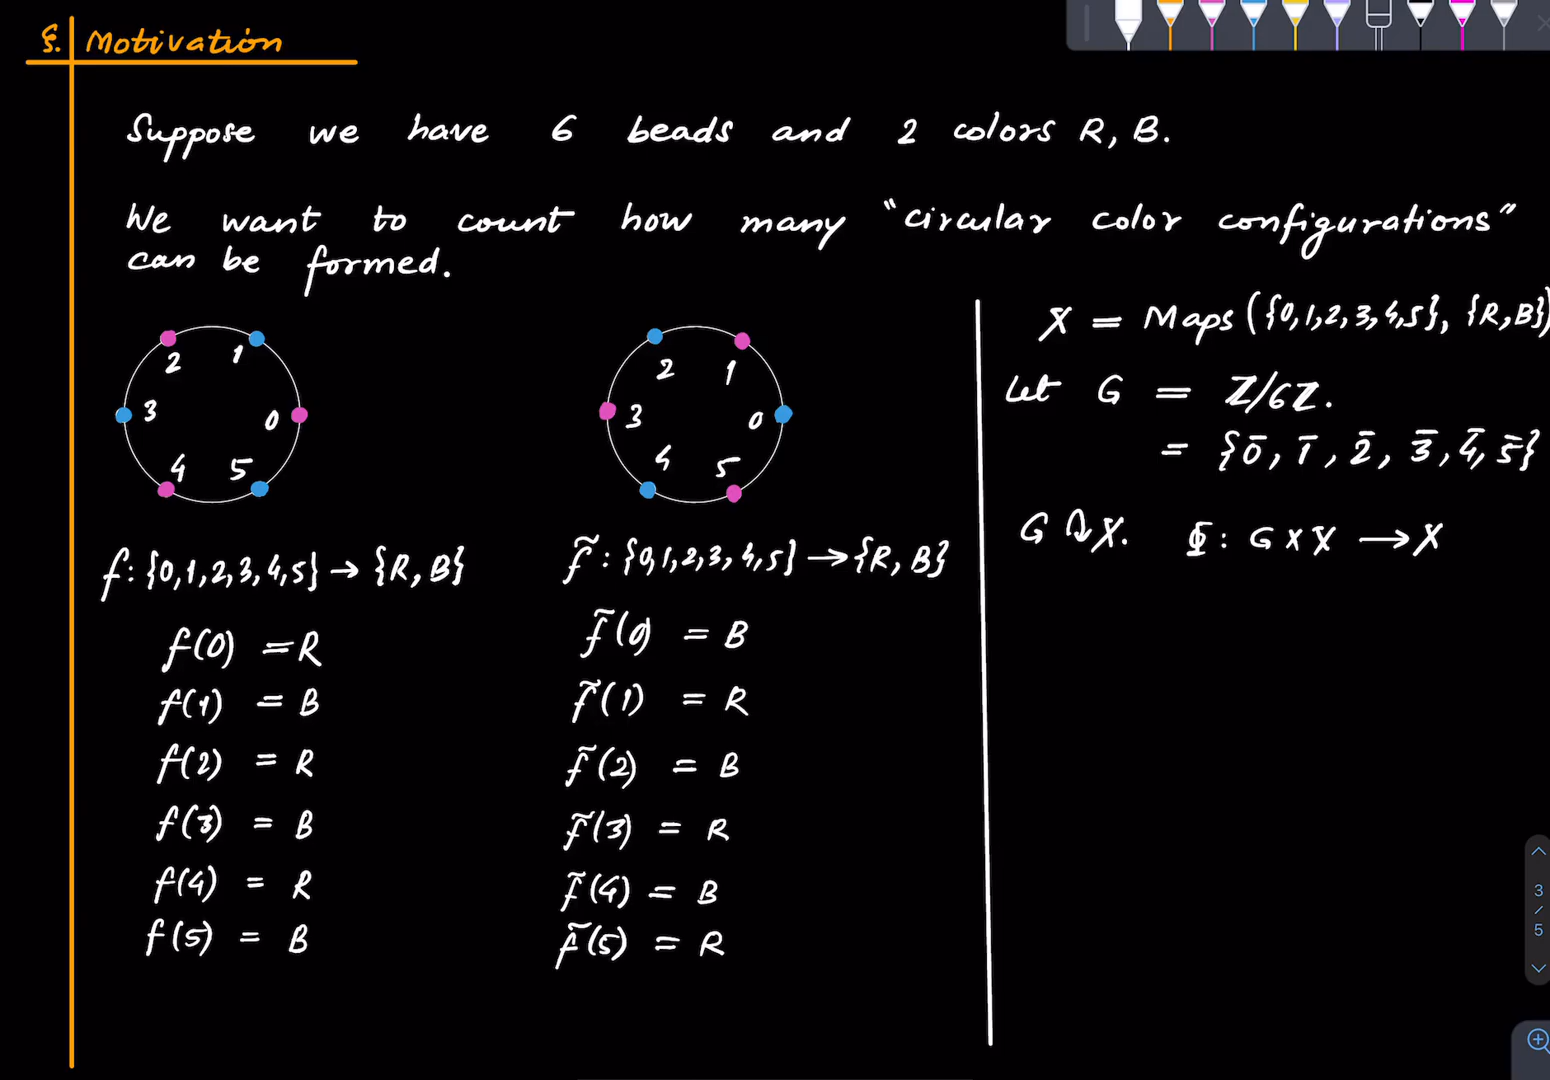 §. Motivation
Suppose we have 6 beads and 2 colors R, B.
We want to count how many "circular color configurations"
can be formed.
2 1
3 0
4 5
f: {0,1,2,3,4,5} → {R, B}
f(0) = R
f(1) = B
f(2) = R
f(3) = B
f(4) = R
f(5) = B
2 1
3 0
4 5
f̃ : {0,1,2,3,4,5} → {R, B}
f̃(0) = B
f̃(1) = R
f̃(2) = B
f̃(3) = R
f̃(4) = B
f̃(5) = R
X = Maps ({0,1,2,3,4,5}, {R,B})
Let G = ℤ/6ℤ.
= {0̄, 1̄, 2̄, 3̄, 4̄, 5̄}
G ↷ X. Φ : G × X → X
3
/
5